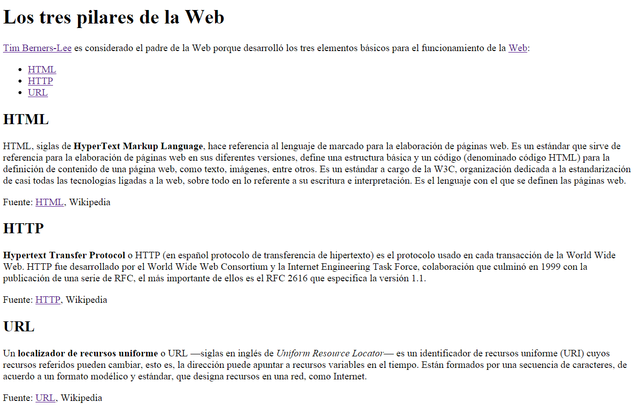 Los tres pilares de la Web
Tim Berners-Lee es considerado el padre de la Web porque desarrolló los tres elementos básicos para el funcionamiento de la Web:
HTML
HTTP
URL
HTML
HTML, siglas de HyperText Markup Language, hace referencia al lenguaje de marcado para la elaboración de páginas web. Es un estándar que sirve de
referencia para la elaboración de páginas web en sus diferentes versiones, define una estructura básica y un código (denominado código HTML) para la
definición de contenido de una página web, como texto, imágenes, entre otros. Es un estándar a cargo de la W3C, organización dedicada a la estandarización
de casi todas las tecnologías ligadas a la web, sobre todo en lo referente a su escritura e interpretación. Es el lenguaje con el que se definen las páginas web.
Fuente: HTML, Wikipedia
HTTP
Hypertext Transfer Protocol o HTTP (en español protocolo de transferencia de hipertexto) es el protocolo usado en cada transacción de la World Wide
Web. HTTP fue desarrollado por el World Wide Web Consortium y la Internet Engineering Task Force, colaboración que culminó en 1999 con la
publicación de una serie de RFC, el más importante de ellos es el RFC 2616 que especifica la versión 1.1.
Fuente: HTTP, Wikipedia
URL
Un localizador de recursos uniforme o URL —siglas en inglés de Uniform Resource Locator— es un identificador de recursos uniforme (URI) cuyos
recursos referidos pueden cambiar, esto es, la dirección puede apuntar a recursos variables en el tiempo. Están formados por una secuencia de caracteres, de
acuerdo a un formato modélico y estándar, que designa recursos en una red, como Internet.
Fuente: URL, Wikipedia